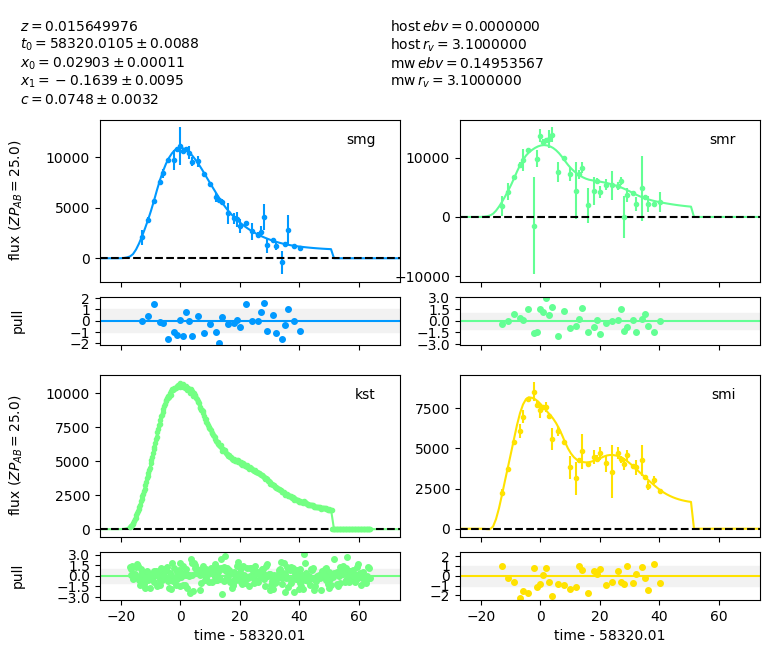 z = 0.015649976
t₀ = 58320.0105 ± 0.0088
x₀ = 0.02903 ± 0.00011
x₁ = −0.1639 ± 0.0095
c = 0.0748 ± 0.0032
host ebv = 0.0000000
host r_v = 3.1000000
mw ebv = 0.14953567
mw r_v = 3.1000000
smg
10000
5000
0
flux (ZP_AB = 25.0)
smr
10000
0
−10000
2
1
0
−1
−2
pull
3.0
1.5
0.0
−1.5
−3.0
kst
10000
7500
5000
2500
0
flux (ZP_AB = 25.0)
smi
7500
5000
2500
0
3.0
1.5
0.0
−1.5
−3.0
pull
2
1
0
−1
−2
−20 0 20 40 60
time - 58320.01
−20 0 20 40 60
time - 58320.01